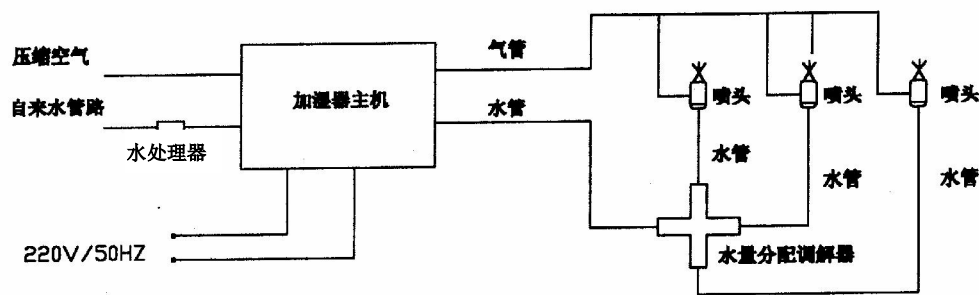 压缩空气
自来水管路
水处理器
220V/50HZ
加湿器主机
气管
水管
喷头
喷头
喷头
水管
水管
水管
水量分配调解器